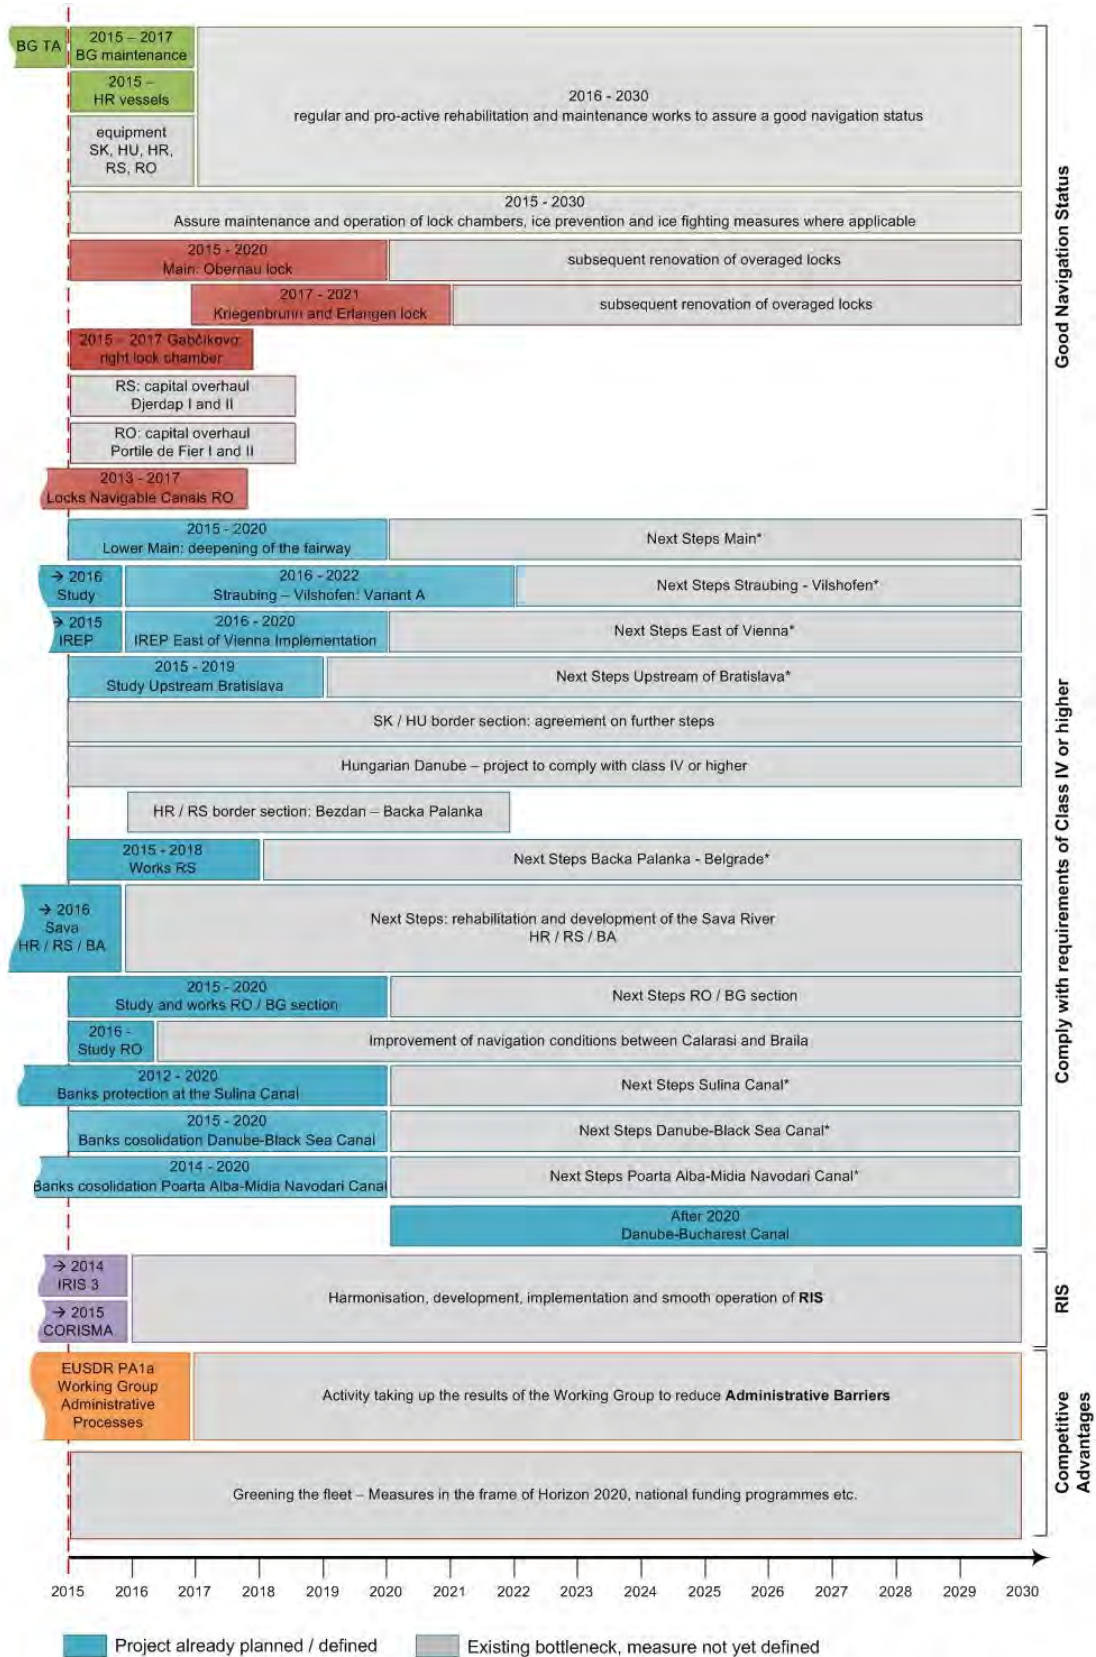 BG TA
2015 – 2017
BG maintenance
2015 –
HR vessels
equipment
SK, HU, HR,
RS, RO
2016 - 2030
regular and pro-active rehabilitation and maintenance works to assure a good navigation status
2015 - 2030
Assure maintenance and operation of lock chambers, ice prevention and ice fighting measures where applicable
2015 - 2020
Main: Obernau lock
subsequent renovation of overaged locks
2017 - 2021
Kriegenbrunn and Erlangen lock
subsequent renovation of overaged locks
2015 – 2017 Gabčíkovo:
right lock chamber
RS: capital overhaul
Djerdap I and II
RO: capital overhaul
Portile de Fier I and II
2013 - 2017
Locks Navigable Canals RO
Good Navigation Status
2015 - 2020
Lower Main: deepening of the fairway
Next Steps Main*
→ 2016
Study
2016 - 2022
Straubing – Vilshofen: Variant A
Next Steps Straubing - Vilshofen*
→ 2015
IREP
2016 - 2020
IREP East of Vienna Implementation
Next Steps East of Vienna*
2015 - 2019
Study Upstream Bratislava
Next Steps Upstream of Bratislava*
SK / HU border section: agreement on further steps
Hungarian Danube – project to comply with class IV or higher
HR / RS border section: Bezdan – Backa Palanka
2015 - 2018
Works RS
Next Steps Backa Palanka - Belgrade*
→ 2016
Sava
HR / RS / BA
Next Steps: rehabilitation and development of the Sava River
HR / RS / BA
2015 - 2020
Study and works RO / BG section
Next Steps RO / BG section
2016 -
Study RO
Improvement of navigation conditions between Calarasi and Braila
2012 - 2020
Banks protection at the Sulina Canal
Next Steps Sulina Canal*
2015 - 2020
Banks cosolidation Danube-Black Sea Canal
Next Steps Danube-Black Sea Canal*
2014 - 2020
Banks cosolidation Poarta Alba-Midia Navodari Canal
Next Steps Poarta Alba-Midia Navodari Canal*
After 2020
Danube-Bucharest Canal
Comply with requirements of Class IV or higher
→ 2014
IRIS 3
→ 2015
CORISMA
Harmonisation, development, implementation and smooth operation of RIS
RIS
EUSDR PA1a
Working Group
Administrative
Processes
Activity taking up the results of the Working Group to reduce Administrative Barriers
Greening the fleet – Measures in the frame of Horizon 2020, national funding programmes etc.
Competitive
Advantages
2015 2016 2017 2018 2019 2020 2021 2022 2023 2024 2025 2026 2027 2028 2029 2030
Project already planned / defined
Existing bottleneck, measure not yet defined